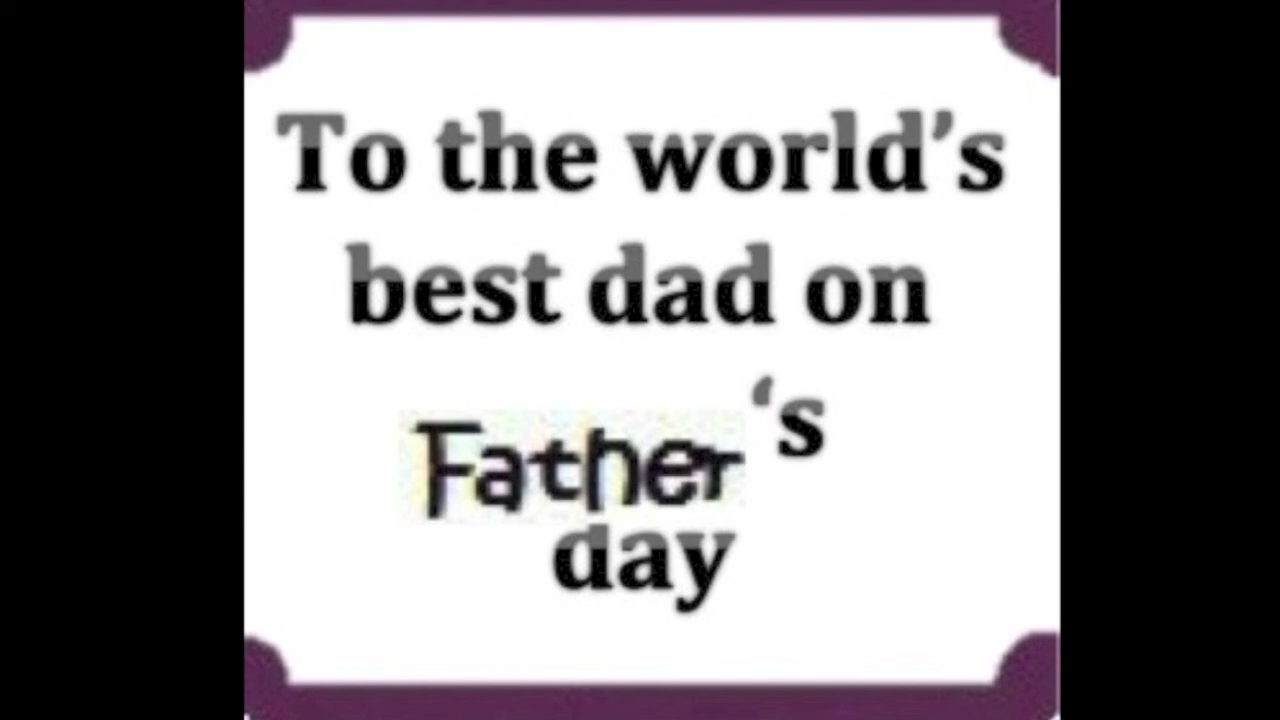 To the world’s
best dad on
Father ‘s
day